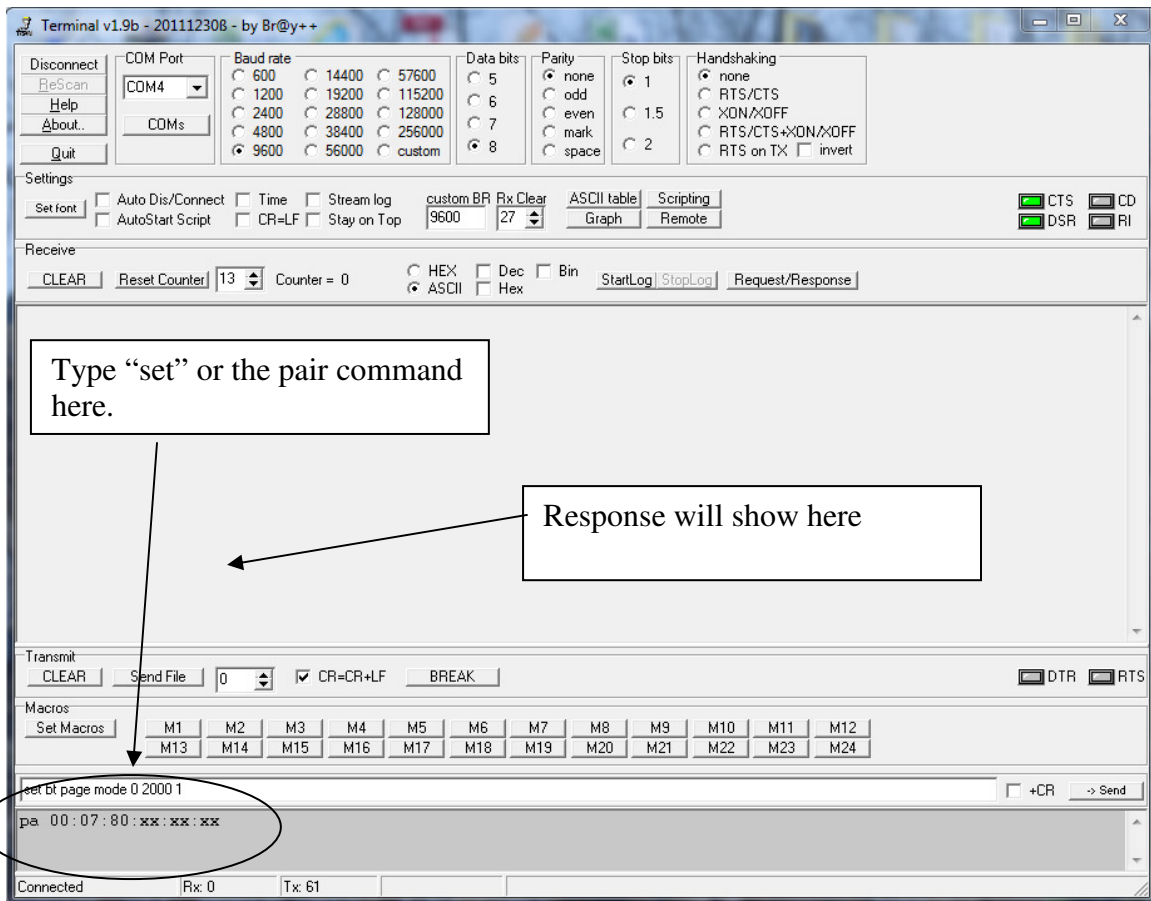 Terminal v1.9b - 20111230ß - by Br@y++
Disconnect
ReScan
Help
About..
Quit
COM Port
COM4
COMs
Baud rate
600 14400 57600
1200 19200 115200
2400 28800 128000
4800 38400 256000
9600 56000 custom
Data bits
5
6
7
8
Parity
none
odd
even
mark
space
Stop bits
1
1.5
2
Handshaking
none
RTS/CTS
XON/XOFF
RTS/CTS+XON/XOFF
RTS on TX invert
Settings
Set font
Auto Dis/Connect Time Stream log
AutoStart Script CR=LF Stay on Top
custom BR Rx Clear
9600 27
ASCII table Scripting
Graph Remote
CTS CD
DSR RI
Receive
CLEAR Reset Counter 13 Counter = 0
HEX Dec Bin
ASCII Hex
StartLog StopLog Request/Response
Type “set” or the pair command
here.
Response will show here
Transmit
CLEAR Send File 0 CR=CR+LF BREAK
DTR RTS
Macros
Set Macros
M1 M2 M3 M4 M5 M6 M7 M8 M9 M10 M11 M12
M13 M14 M15 M16 M17 M18 M19 M20 M21 M22 M23 M24
set bt page mode 0 2000 1
+CR -> Send
pa 00:07:80:xx:xx:xx
Connected Rx: 0 Tx: 61